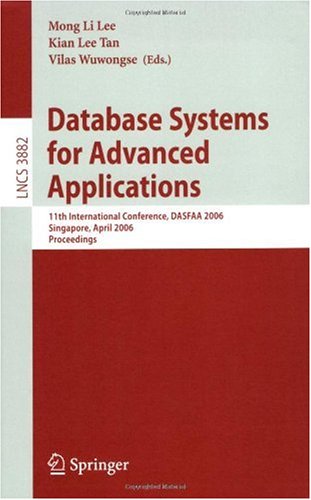 Mong Li Lee
Kian Lee Tan
Vilas Wuwongse (Eds.)
LNCS 3882
Database Systems
for Advanced
Applications
11th International Conference, DASFAA 2006
Singapore, April 2006
Proceedings
Springer